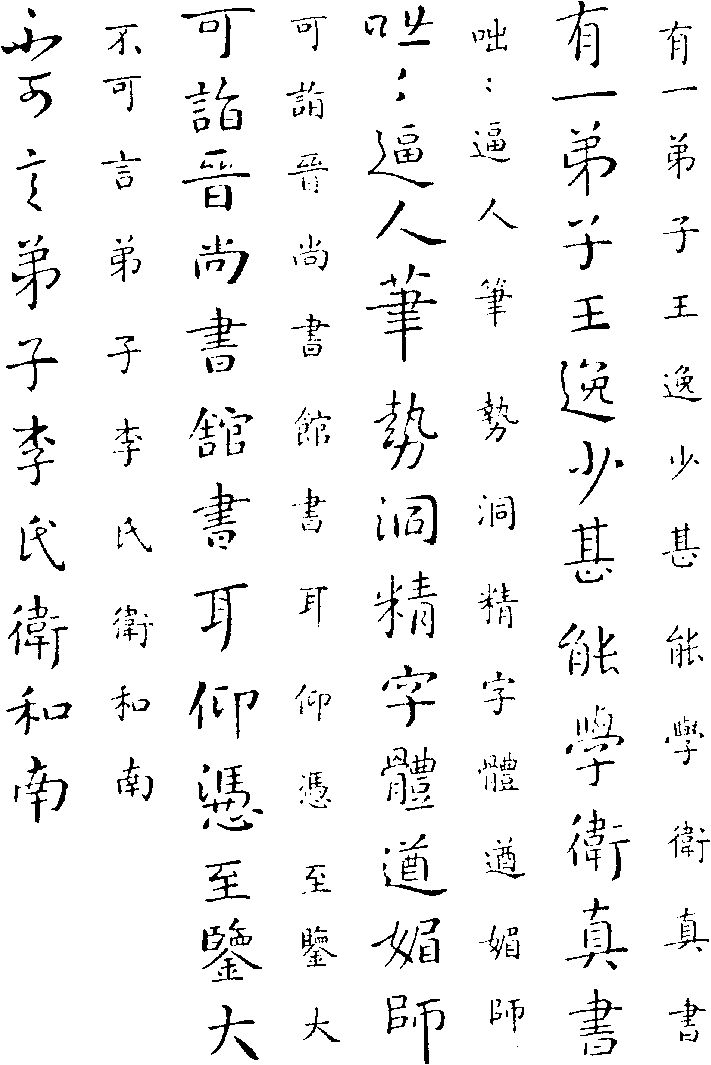 有一弟子王逸少甚能學衛真書
有一弟子王逸少甚能學衛真書
咄〻逼人筆勢洞精字體遒媚師
咄〻逼人筆勢洞精字體遒媚師
可詣晉尚書館書耳仰憑至鑒大
可詣晉尚書舘書耳仰憑至鑒大
不可言弟子李氏衛和南
不可言弟子李氏衛和南